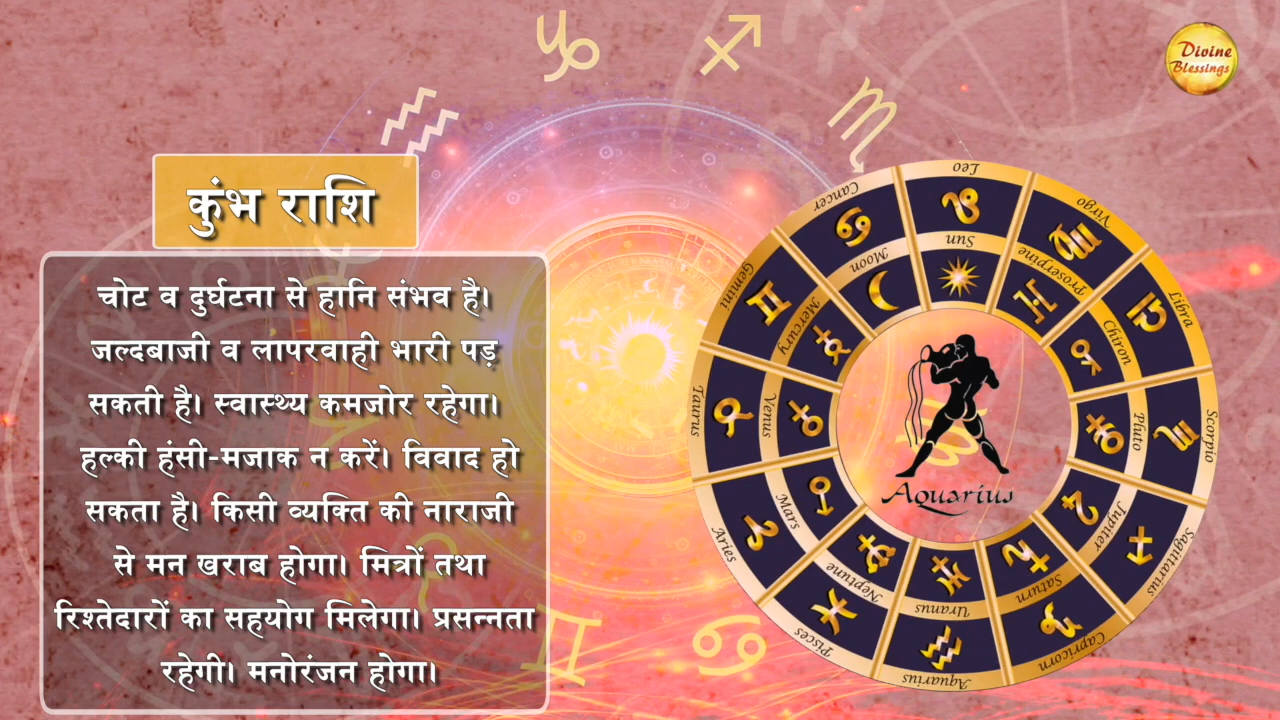 Divine
Blessings
कुंभ राशि
चोट व दुर्घटना से हानि संभव है।
जल्दबाजी व लापरवाही भारी पड़
सकती है। स्वास्थ्य कमजोर रहेगा।
हल्की हंसी-मजाक न करें। विवाद हो
सकता है। किसी व्यक्ति की नाराजी
से मन खराब होगा। मित्रों तथा
रिश्तेदारों का सहयोग मिलेगा। प्रसन्नता
रहेगी। मनोरंजन होगा।
Leo
Virgo
Libra
Scorpio
Sagittarius
Capricorn
Aquarius
Pisces
Aries
Taurus
Gemini
Cancer
Sun
Proserpine
Chiron
Pluto
Jupiter
Saturn
Uranus
Neptune
Mars
Venus
Mercury
Moon
Aquarius